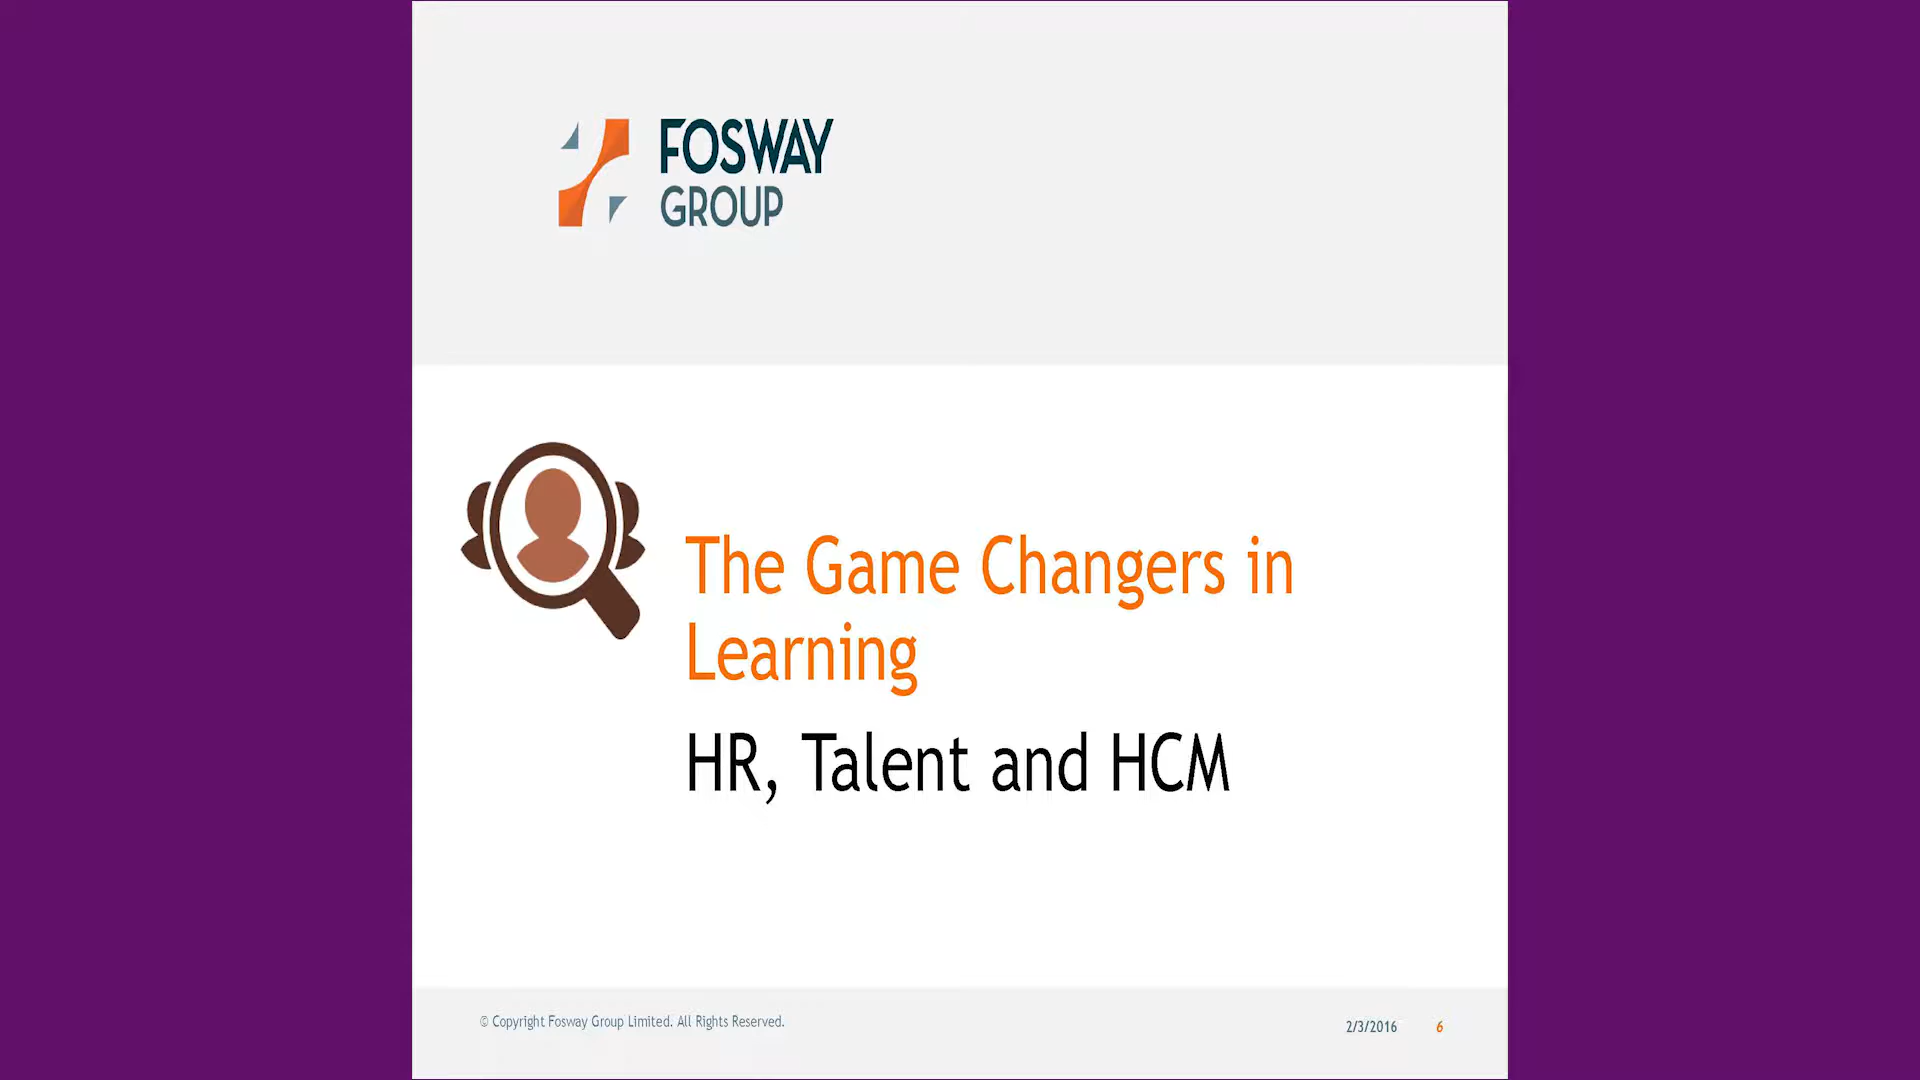 FOSWAY
GROUP
The Game Changers in
Learning
HR, Talent and HCM
© Copyright Fosway Group Limited. All Rights Reserved.
2/3/2016 6